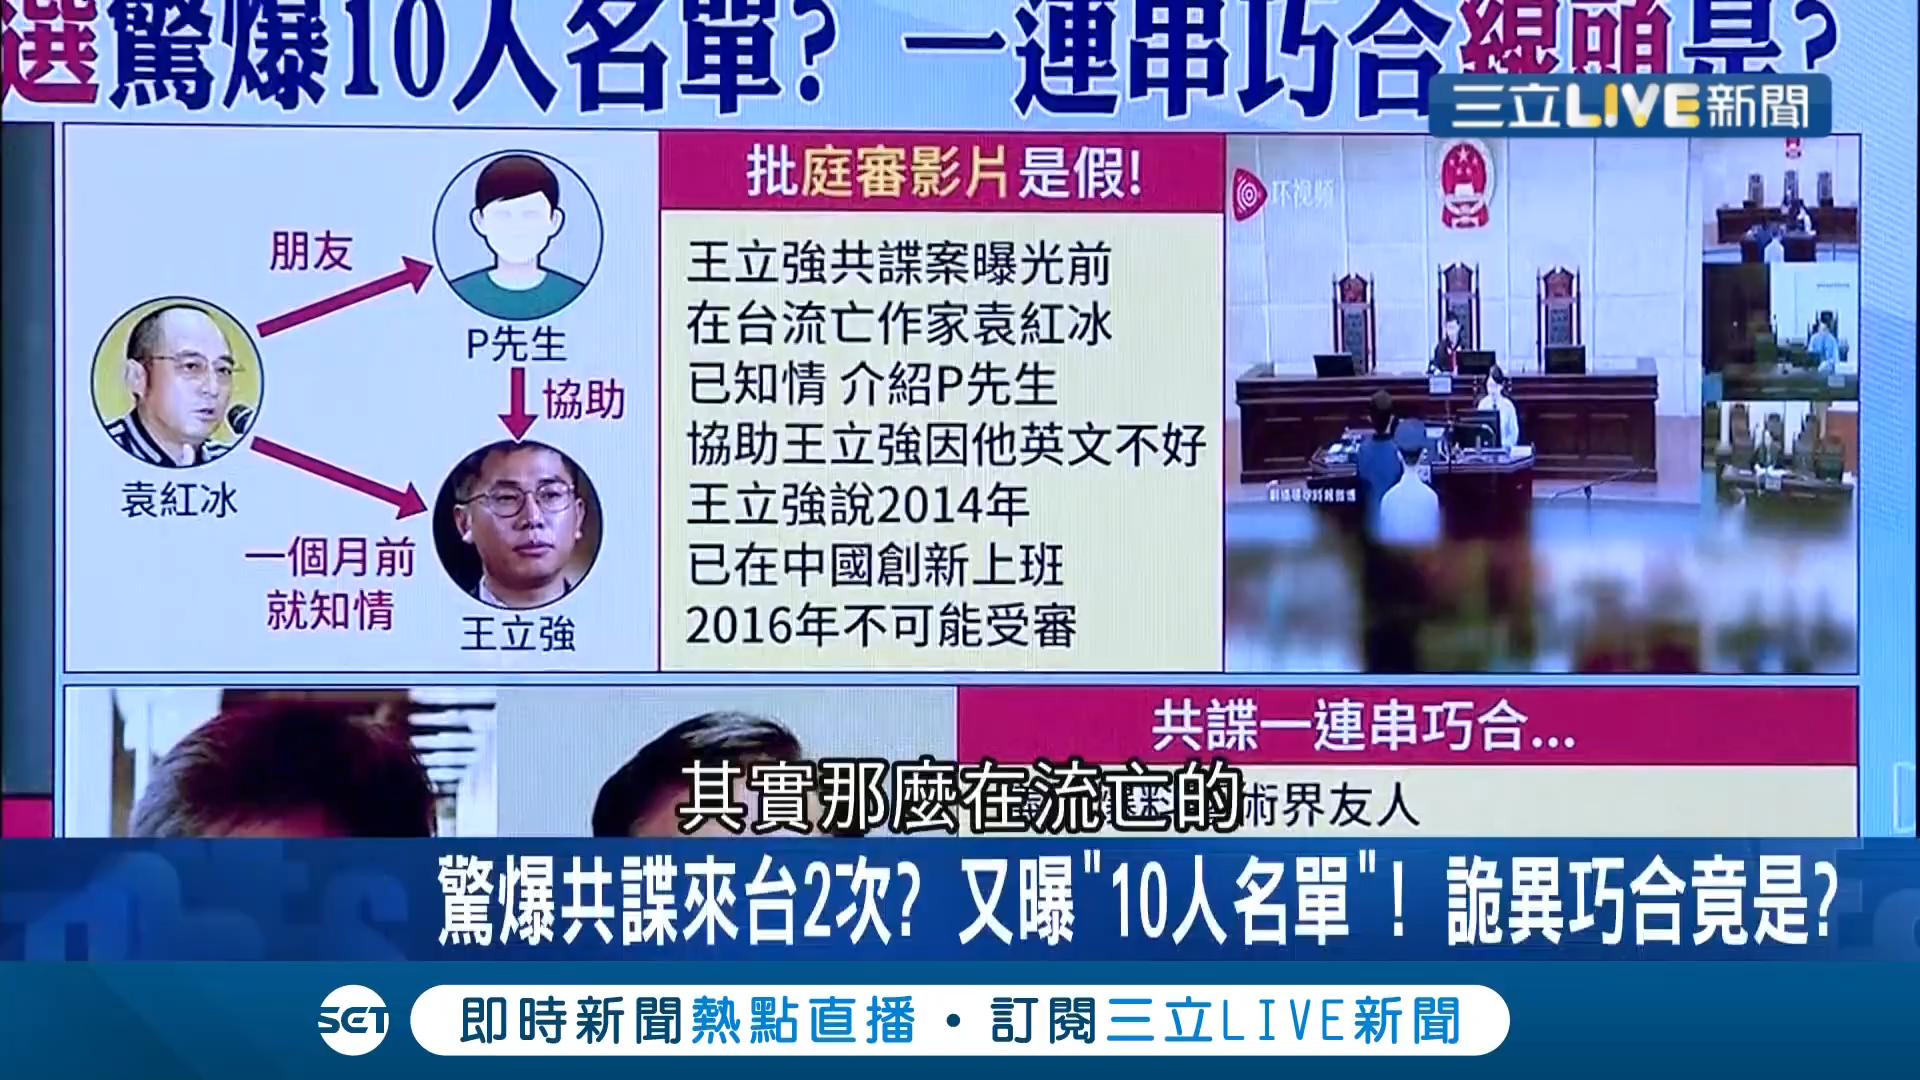 選驚爆10人名單? 一連串巧合線頭是?
三立LIVE新聞
朋友
P先生
協助
袁紅冰
一個月前
就知情
王立強
批庭審影片是假!
王立強共諜案曝光前
在台流亡作家袁紅冰
已知情 介紹P先生
協助王立強因他英文不好
王立強說2014年
已在中國創新上班
2016年不可能受審
环视频
共諜一連串巧合...
術界友人
其實那麼在流亡的
驚爆共諜來台2次? 又曝"10人名單"! 詭異巧合竟是?
SET 即時新聞熱點直播・訂閱三立LIVE新聞